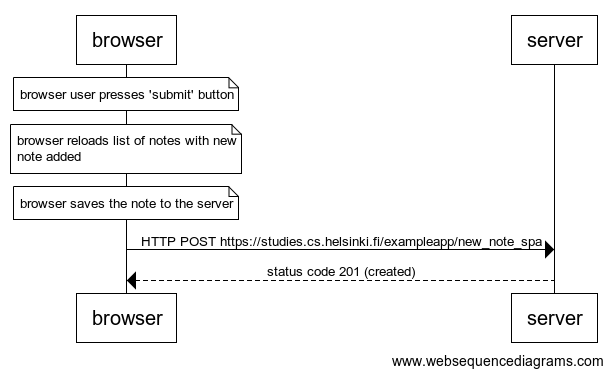 browser
server
browser user presses 'submit' button
browser reloads list of notes with new
note added
browser saves the note to the server
HTTP POST https://studies.cs.helsinki.fi/exampleapp/new_note_spa
status code 201 (created)
browser
server
www.websequencediagrams.com